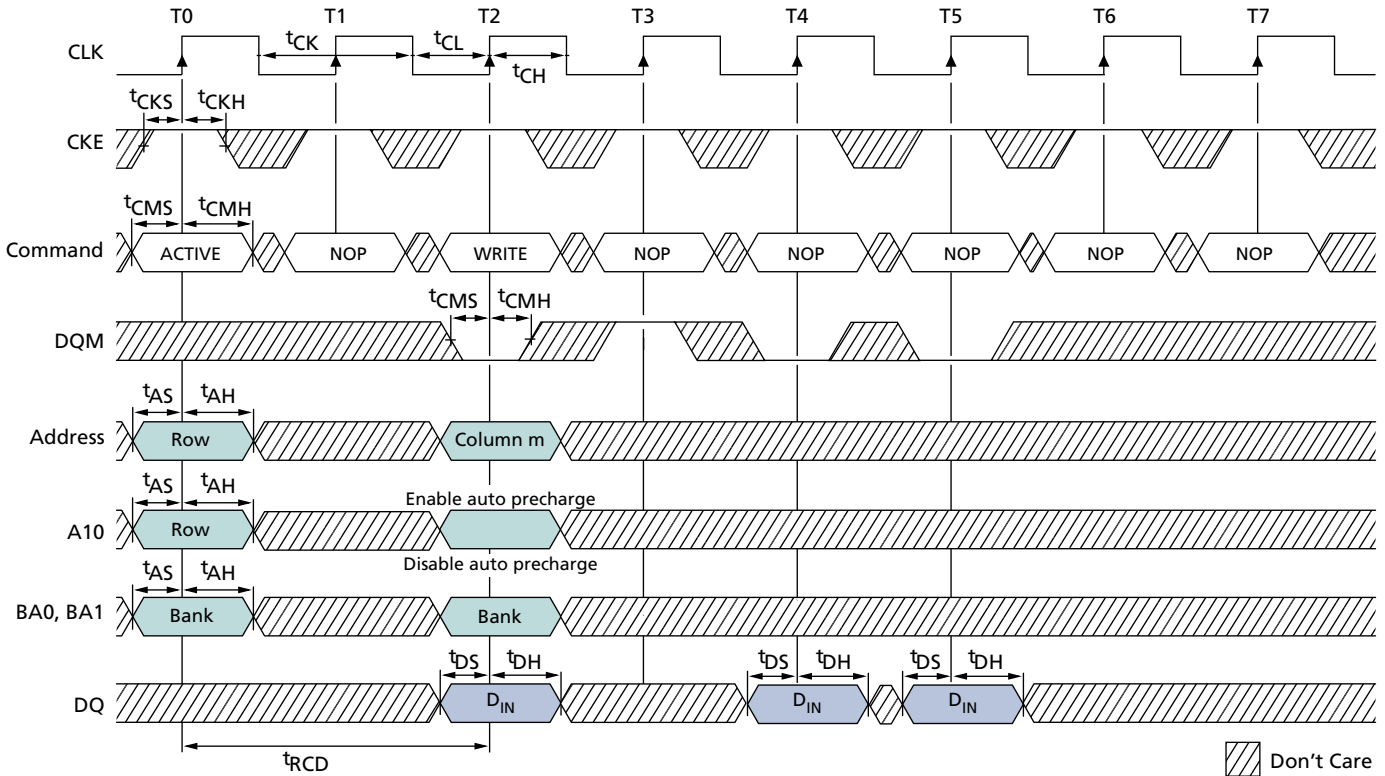 T0 T1 T2 T3 T4 T5 T6 T7
CLK
tCK
tCL
tCH
tCKS
tCKH
CKE
tCMS
tCMH
Command
ACTIVE
NOP
WRITE
NOP
NOP
NOP
NOP
NOP
tCMS
tCMH
DQM
tAS
tAH
Address
Row
Column m
tAS
tAH
Enable auto precharge
A10
Row
Disable auto precharge
tAS
tAH
BA0, BA1
Bank
Bank
tDS
tDH
tDS
tDH
tDS
tDH
DQ
DIN
DIN
DIN
tRCD
Don't Care